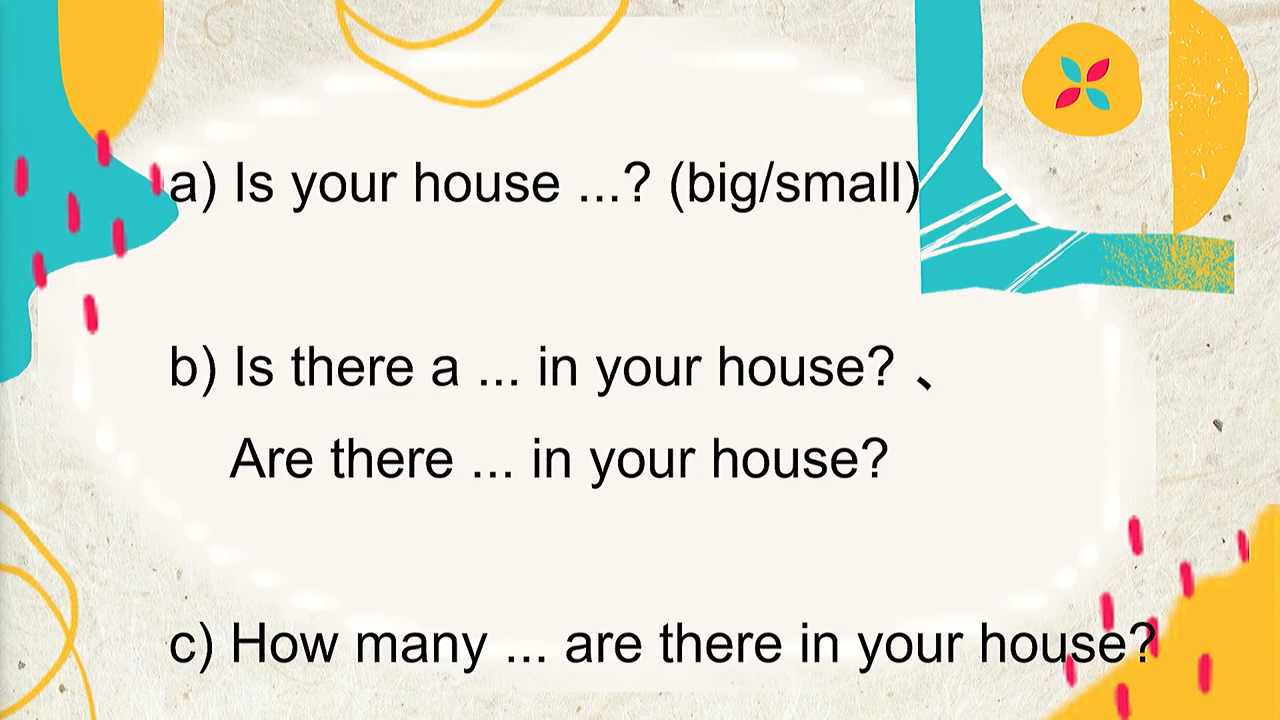 a) Is your house ...? (big/small)
b) Is there a ... in your house? 、
Are there ... in your house?
c) How many ... are there in your house?